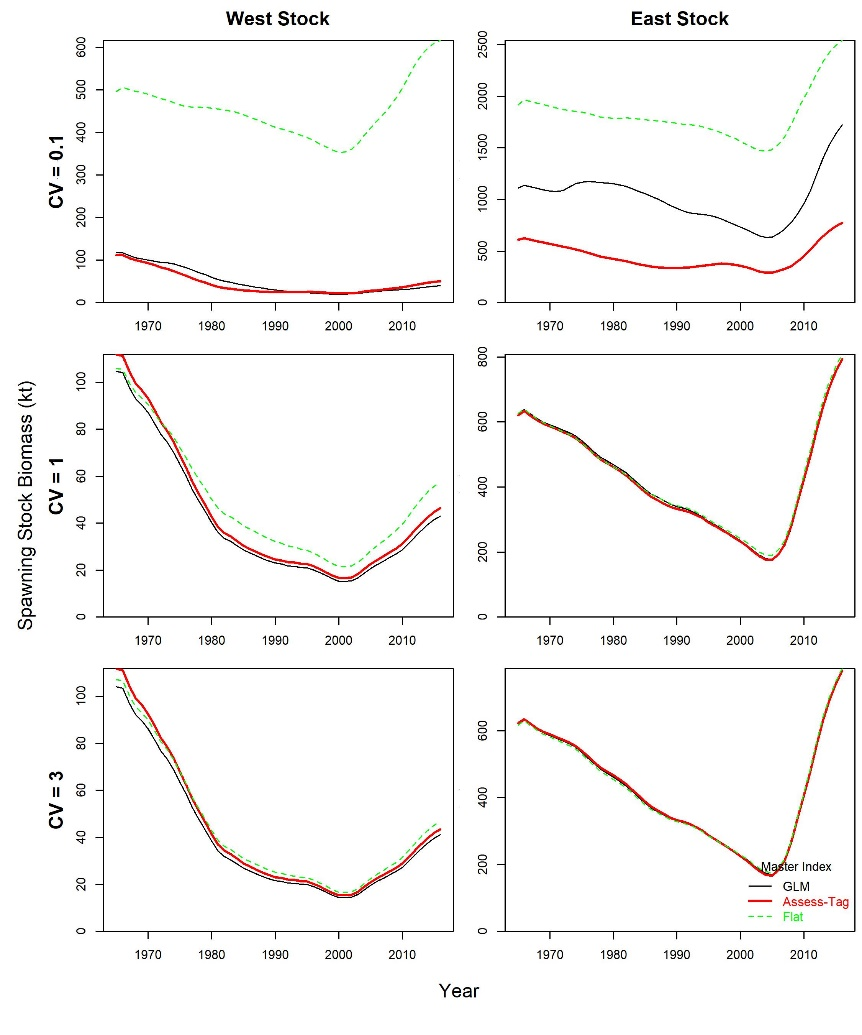 West Stock
East Stock
CV = 0.1
0 100 200 300 400 500 600
1970 1980 1990 2000 2010
0 500 1000 1500 2000 2500
1970 1980 1990 2000 2010
Spawning Stock Biomass (kt)
CV = 1
0 20 40 60 80 100
1970 1980 1990 2000 2010
0 200 400 600 800
1970 1980 1990 2000 2010
CV = 3
0 20 40 60 80 100
1970 1980 1990 2000 2010
0 200 400 600
1970 1980 1990 2000 2010
Master Index
GLM
Assess-Tag
Flat
Year